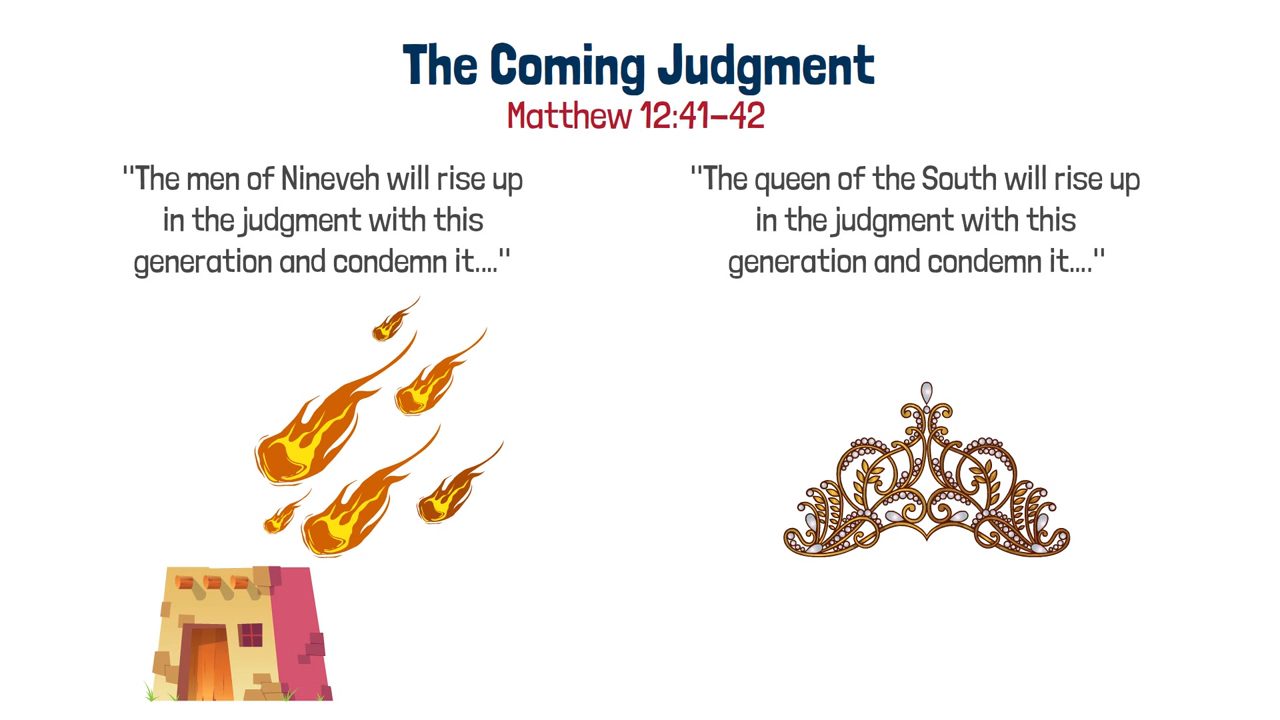 The Coming Judgment
Matthew 12:41–42
"The men of Nineveh will rise up
in the judgment with this
generation and condemn it...."
"The queen of the South will rise up
in the judgment with this
generation and condemn it...."